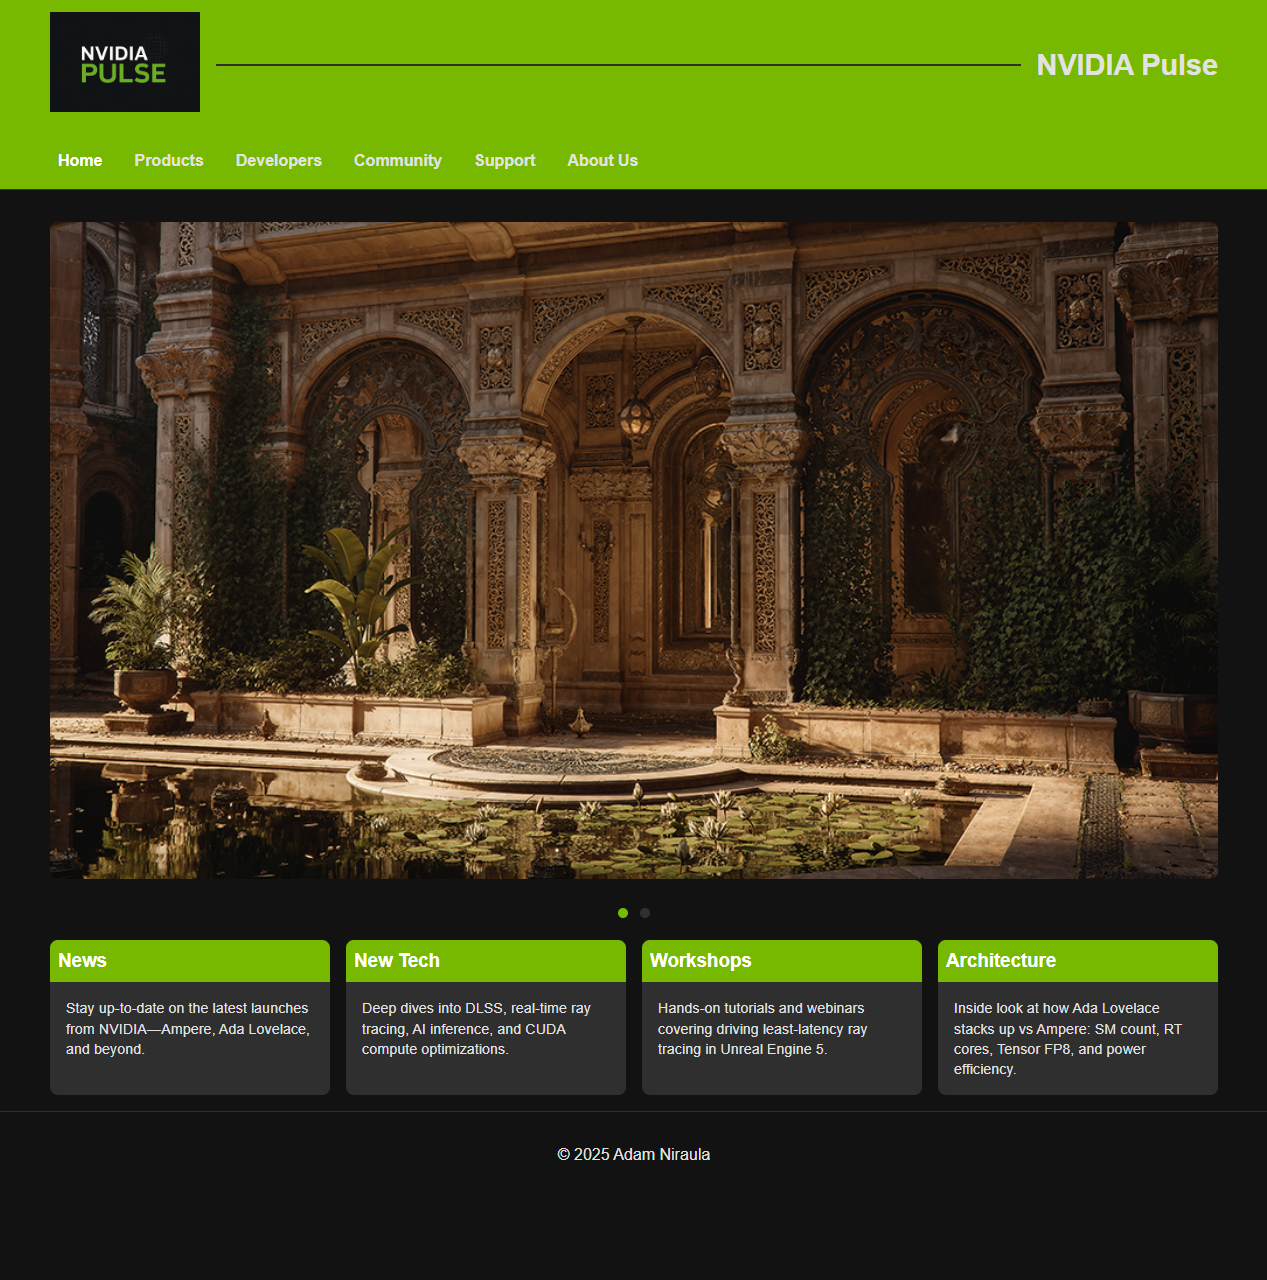 NVIDIA
PULSE
NVIDIA Pulse
Home Products Developers Community Support About Us
News
Stay up-to-date on the latest launches
from NVIDIA—Ampere, Ada Lovelace,
and beyond.
New Tech
Deep dives into DLSS, real-time ray
tracing, AI inference, and CUDA
compute optimizations.
Workshops
Hands-on tutorials and webinars
covering driving least-latency ray
tracing in Unreal Engine 5.
Architecture
Inside look at how Ada Lovelace
stacks up vs Ampere: SM count, RT
cores, Tensor FP8, and power
efficiency.
© 2025 Adam Niraula